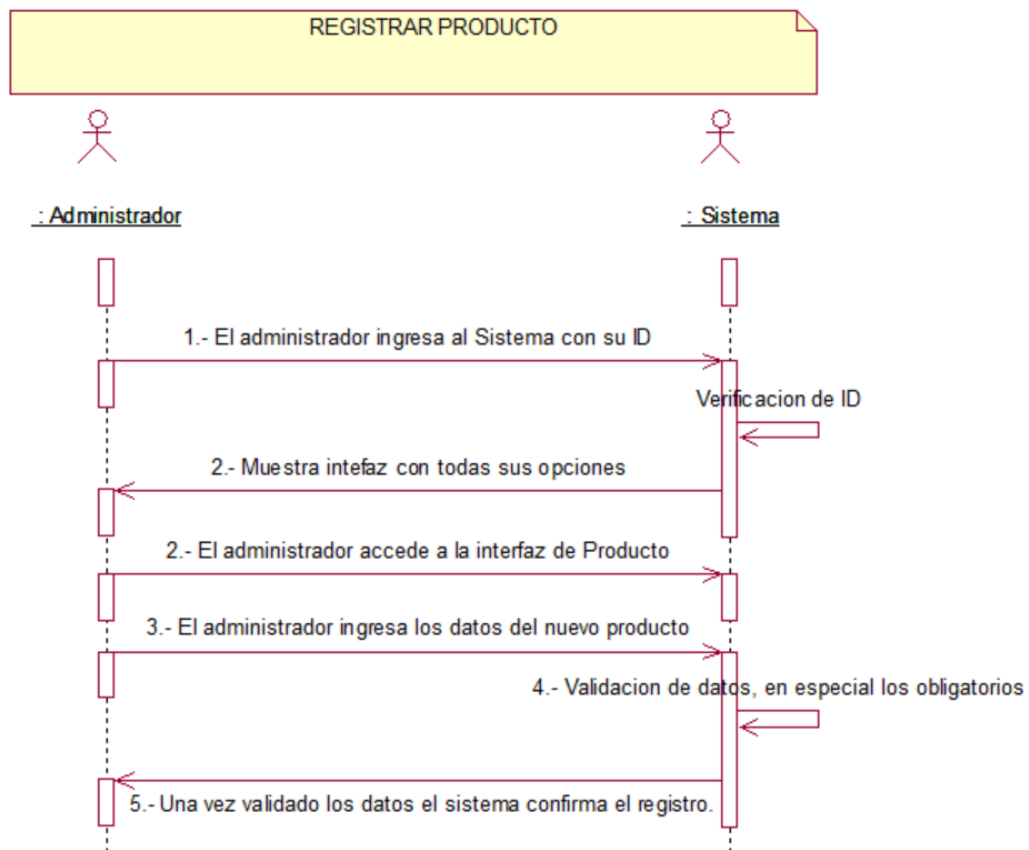 REGISTRAR PRODUCTO
: Administrador
: Sistema
1.- El administrador ingresa al Sistema con su ID
Verificacion de ID
2.- Muestra intefaz con todas sus opciones
2.- El administrador accede a la interfaz de Producto
3.- El administrador ingresa los datos del nuevo producto
4.- Validacion de datos, en especial los obligatorios
5.- Una vez validado los datos el sistema confirma el registro.